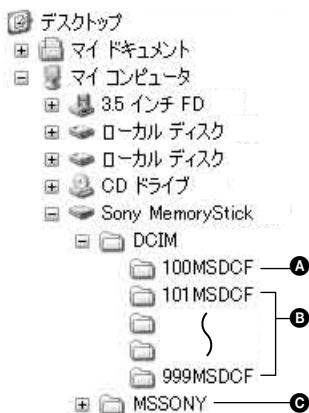 デスクトップ
マイ ドキュメント
マイ コンピュータ
3.5 インチ FD
ローカル ディスク
ローカル ディスク
CD ドライブ
Sony MemoryStick
DCIM
100MSDCF A
101MSDCF
B
999MSDCF
MSSONY C